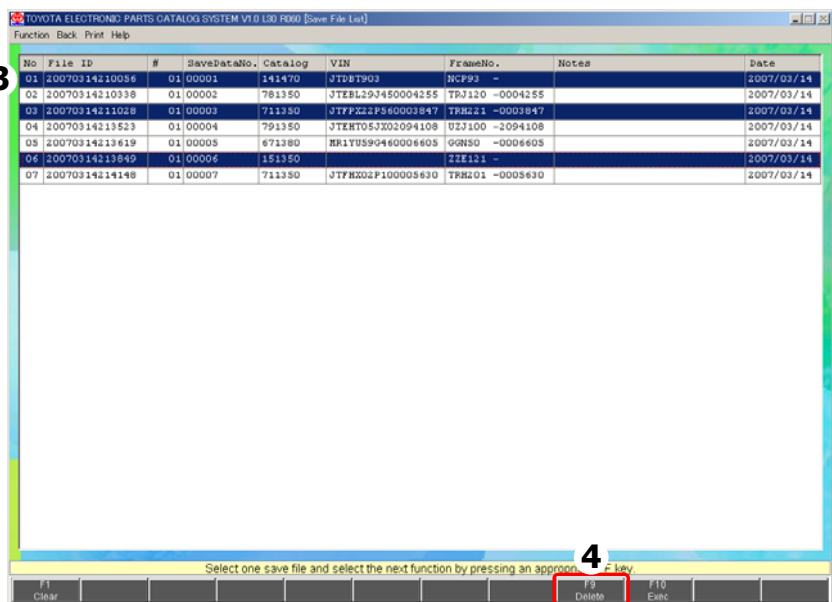 TOYOTA ELECTRONIC PARTS CATALOG SYSTEM V1.0 L30 R060 [Save File List]
Function Back Print Help
No File ID # SaveDataNo. Catalog VIN FrameNo. Notes Date
01 20070314210056 01 00001 141470 JTDBT903 NCP93 - 2007/03/14
3
02 20070314210338 01 00002 781350 JTEBL29J450004255 TRJ120 -0004255 2007/03/14
03 20070314211028 01 00003 711350 JTFPX22P560003847 TRH221 -0003847 2007/03/14
04 20070314213523 01 00004 791350 JTEHT05JX02094108 UZJ100 -2094108 2007/03/14
05 20070314213619 01 00005 671380 MR1YU59G460006605 GGN50 -0006605 2007/03/14
06 20070314213849 01 00006 151350 ZZE121 - 2007/03/14
07 20070314214148 01 00007 711350 JTFHX02P100005630 TRH201 -0005630 2007/03/14
4
Select one save file and select the next function by pressing an F key.
F1 F9 F10
Clear Delete Exec